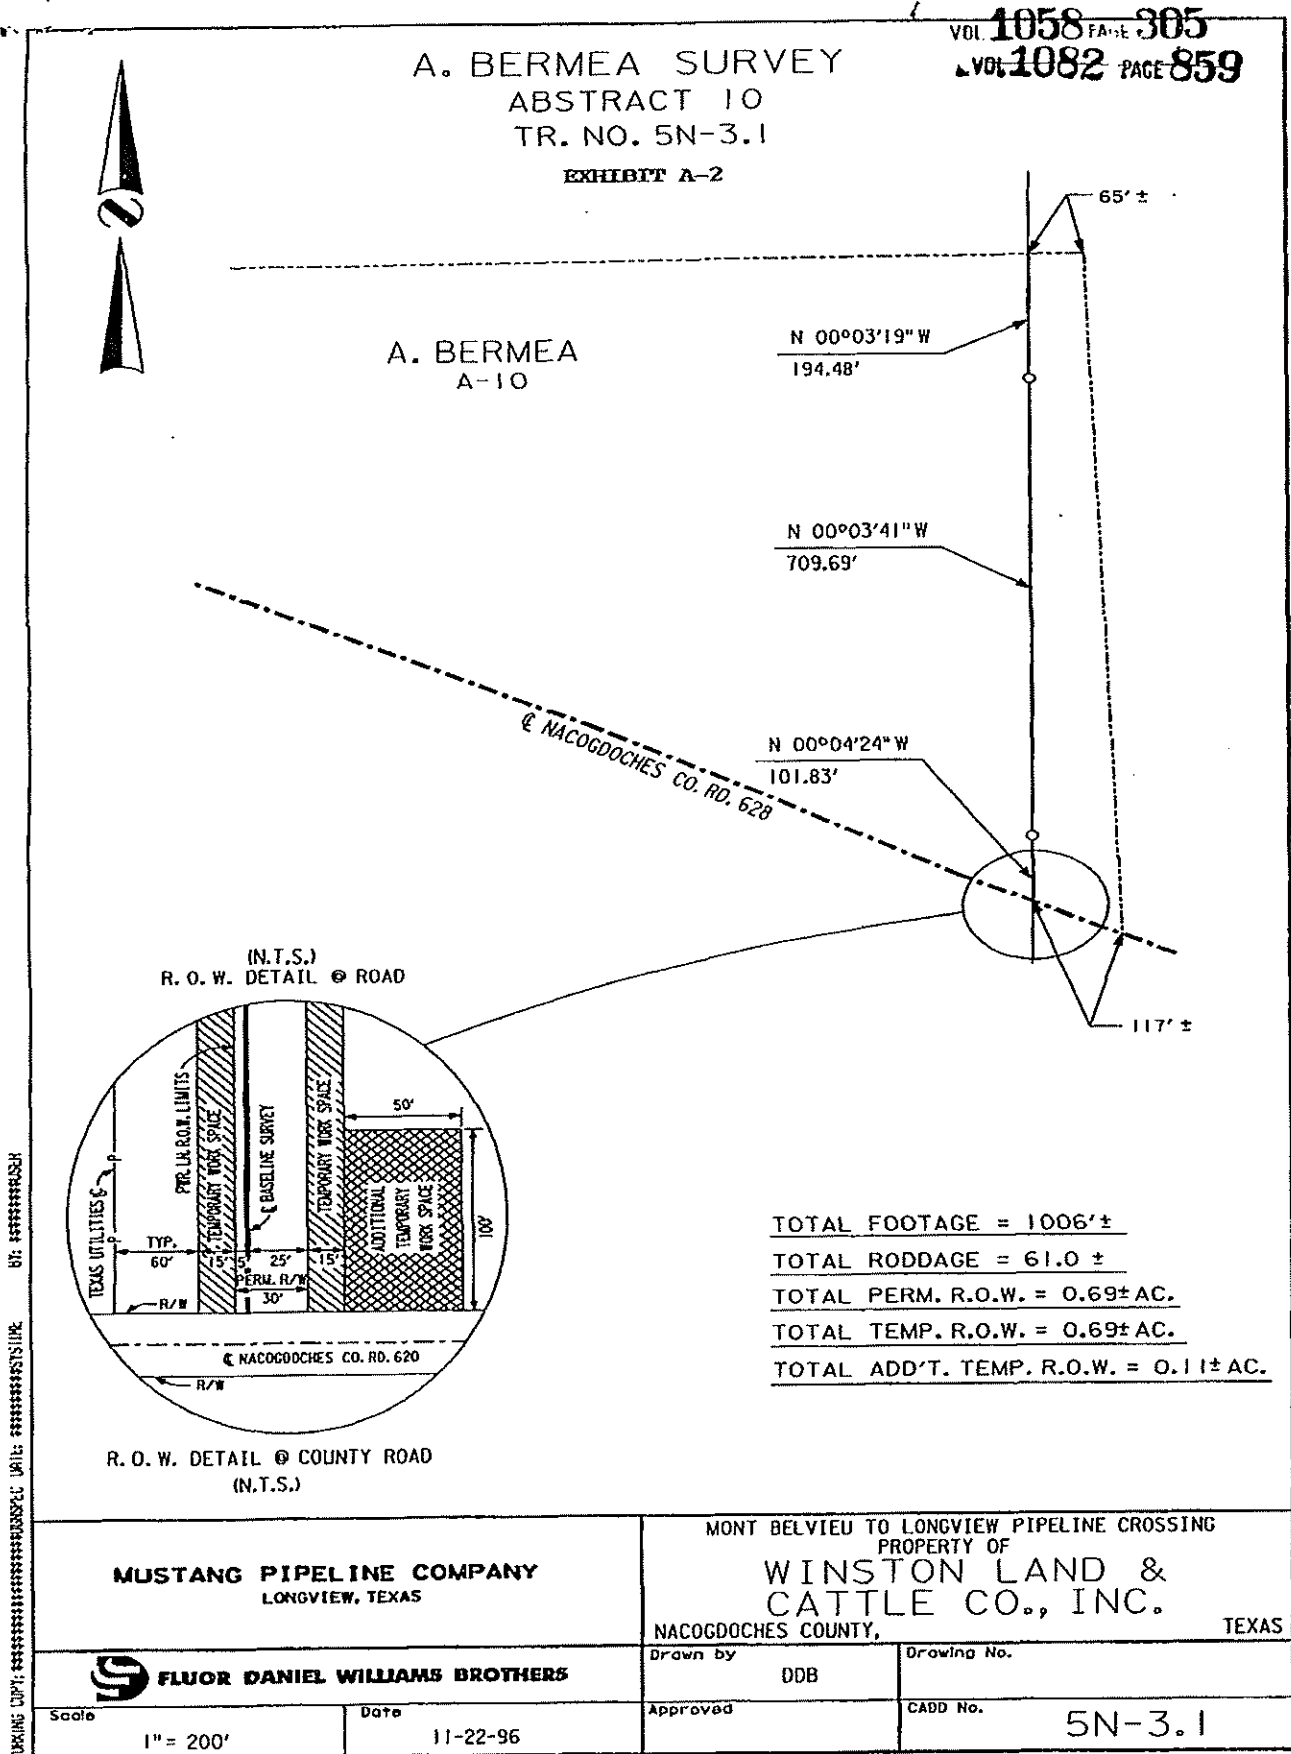 VOL 1058 PAGE 305
VOL 1082 PAGE 859
A. BERMEA SURVEY
ABSTRACT 10
TR. NO. 5N-3.1
EXHIBIT A-2
65' ±
N 00°03'19" W
194.48'
A. BERMEA
A-10
N 00°03'41" W
709.69'
℄ NACOGDOCHES CO. RD. 628
N 00°04'24" W
101.83'
117' ±
(N.T.S.)
R. O. W. DETAIL @ ROAD
TEXAS UTILITIES ℄
P
P
PWR. LN. R.O.W. LIMITS
TEMPORARY WORK SPACE
℄ BASELINE SURVEY
TEMPORARY WORK SPACE
ADDITIONAL
TEMPORARY
WORK SPACE
50'
100'
TYP.
60'
15'
5'
25'
15'
PERM. R/W
30'
R/W
℄ NACOGDOCHES CO. RD. 620
R/W
R. O. W. DETAIL @ COUNTY ROAD
(N.T.S.)
TOTAL FOOTAGE = 1006'±
TOTAL RODDAGE = 61.0 ±
TOTAL PERM. R.O.W. = 0.69± AC.
TOTAL TEMP. R.O.W. = 0.69± AC.
TOTAL ADD'T. TEMP. R.O.W. = 0.11± AC.
MUSTANG PIPELINE COMPANY
LONGVIEW, TEXAS
MONT BELVIEU TO LONGVIEW PIPELINE CROSSING
PROPERTY OF
WINSTON LAND &
CATTLE CO., INC.
NACOGDOCHES COUNTY, TEXAS
FLUOR DANIEL WILLIAMS BROTHERS
Drawn by
DDB
Drawing No.
Scale
1" = 200'
Date
11-22-96
Approved
CADD No.
5N-3.1